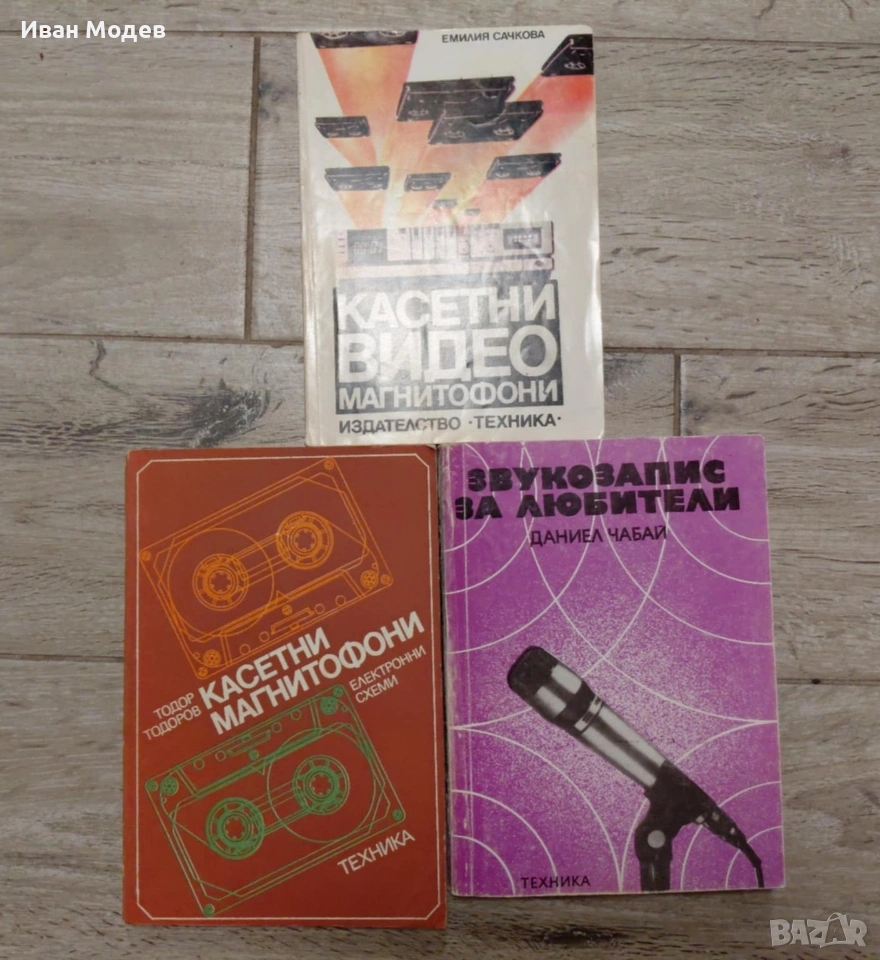 Иван Модев
ЕМИЛИЯ САЧКОВА
КАСЕТНИ
ВИДЕО
МАГНИТОФОНИ
ИЗДАТЕЛСТВО · ТЕХНИКА ·
ТОДОР
ТОДОРОВ
КАСЕТНИ
МАГНИТОФОНИ
ЕЛЕКТРОННИ
СХЕМИ
ТЕХНИКА
ЗВУКОЗАПИС
ЗА ЛЮБИТЕЛИ
ДАНИЕЛ ЧАБАЙ
ТЕХНИКА
BAZAR